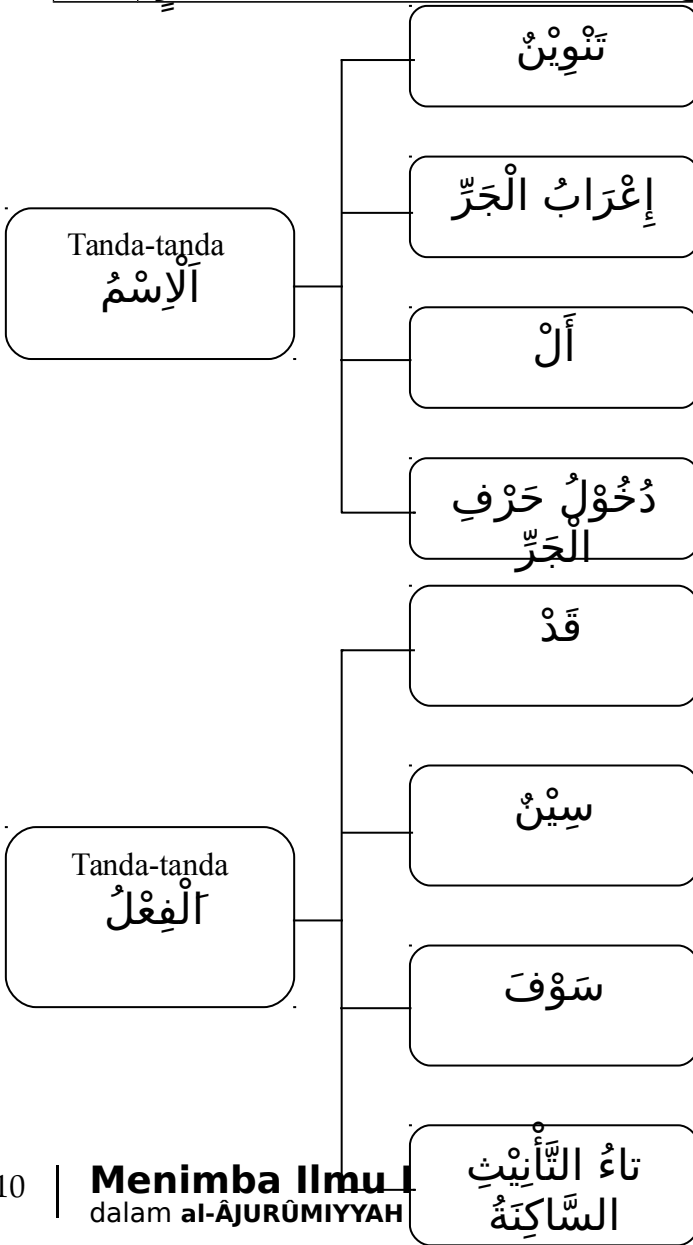 تَنْوِيْنٌ
إِعْرَابُ الْجَرِّ
Tanda-tanda
اَلْاِسْمُ
أَلْ
دُخُوْلُ حَرْفِ
الْجَرِّ
قَدْ
سِيْنٌ
Tanda-tanda
اَلْفِعْلُ
سَوْفَ
تاءُ التَّأْنِيْثِ
السَّاكِنَةُ
10
Menimba Ilmu
dalam al-ÂJURÛMIYYAH